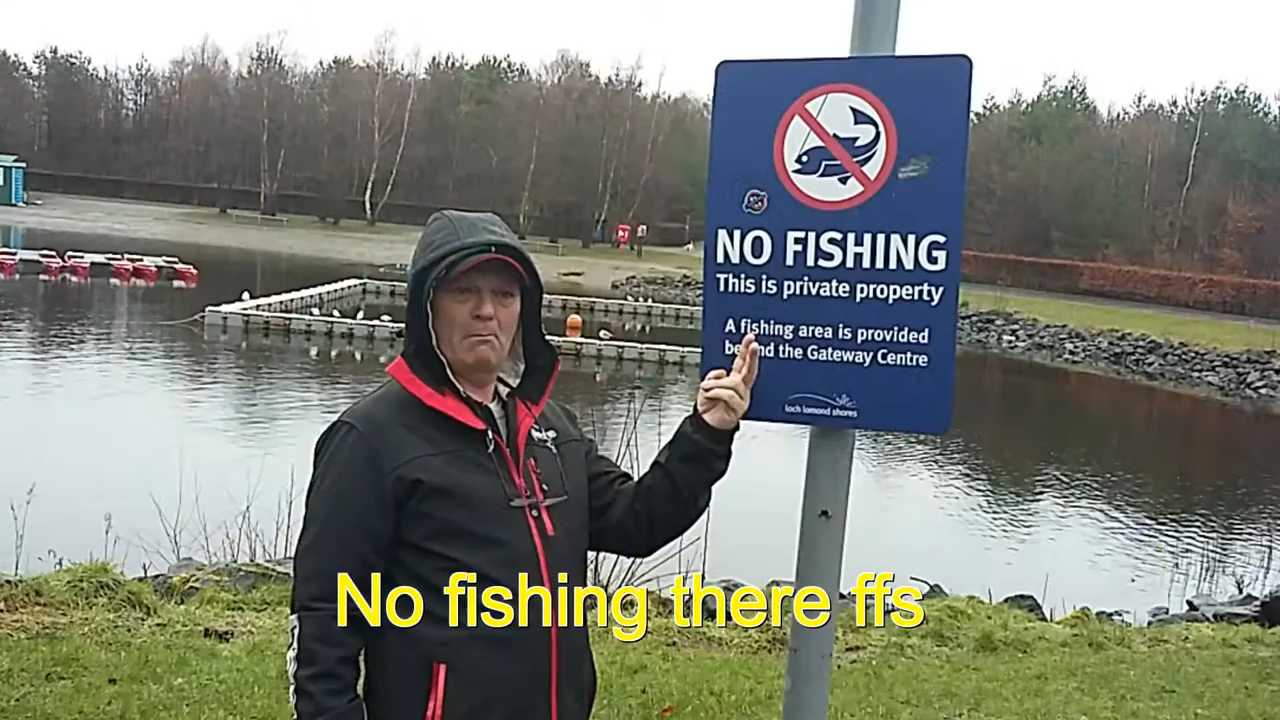 NO FISHING
This is private property
A fishing area is provided
behind the Gateway Centre
loch lomond shores
No fishing there ffs